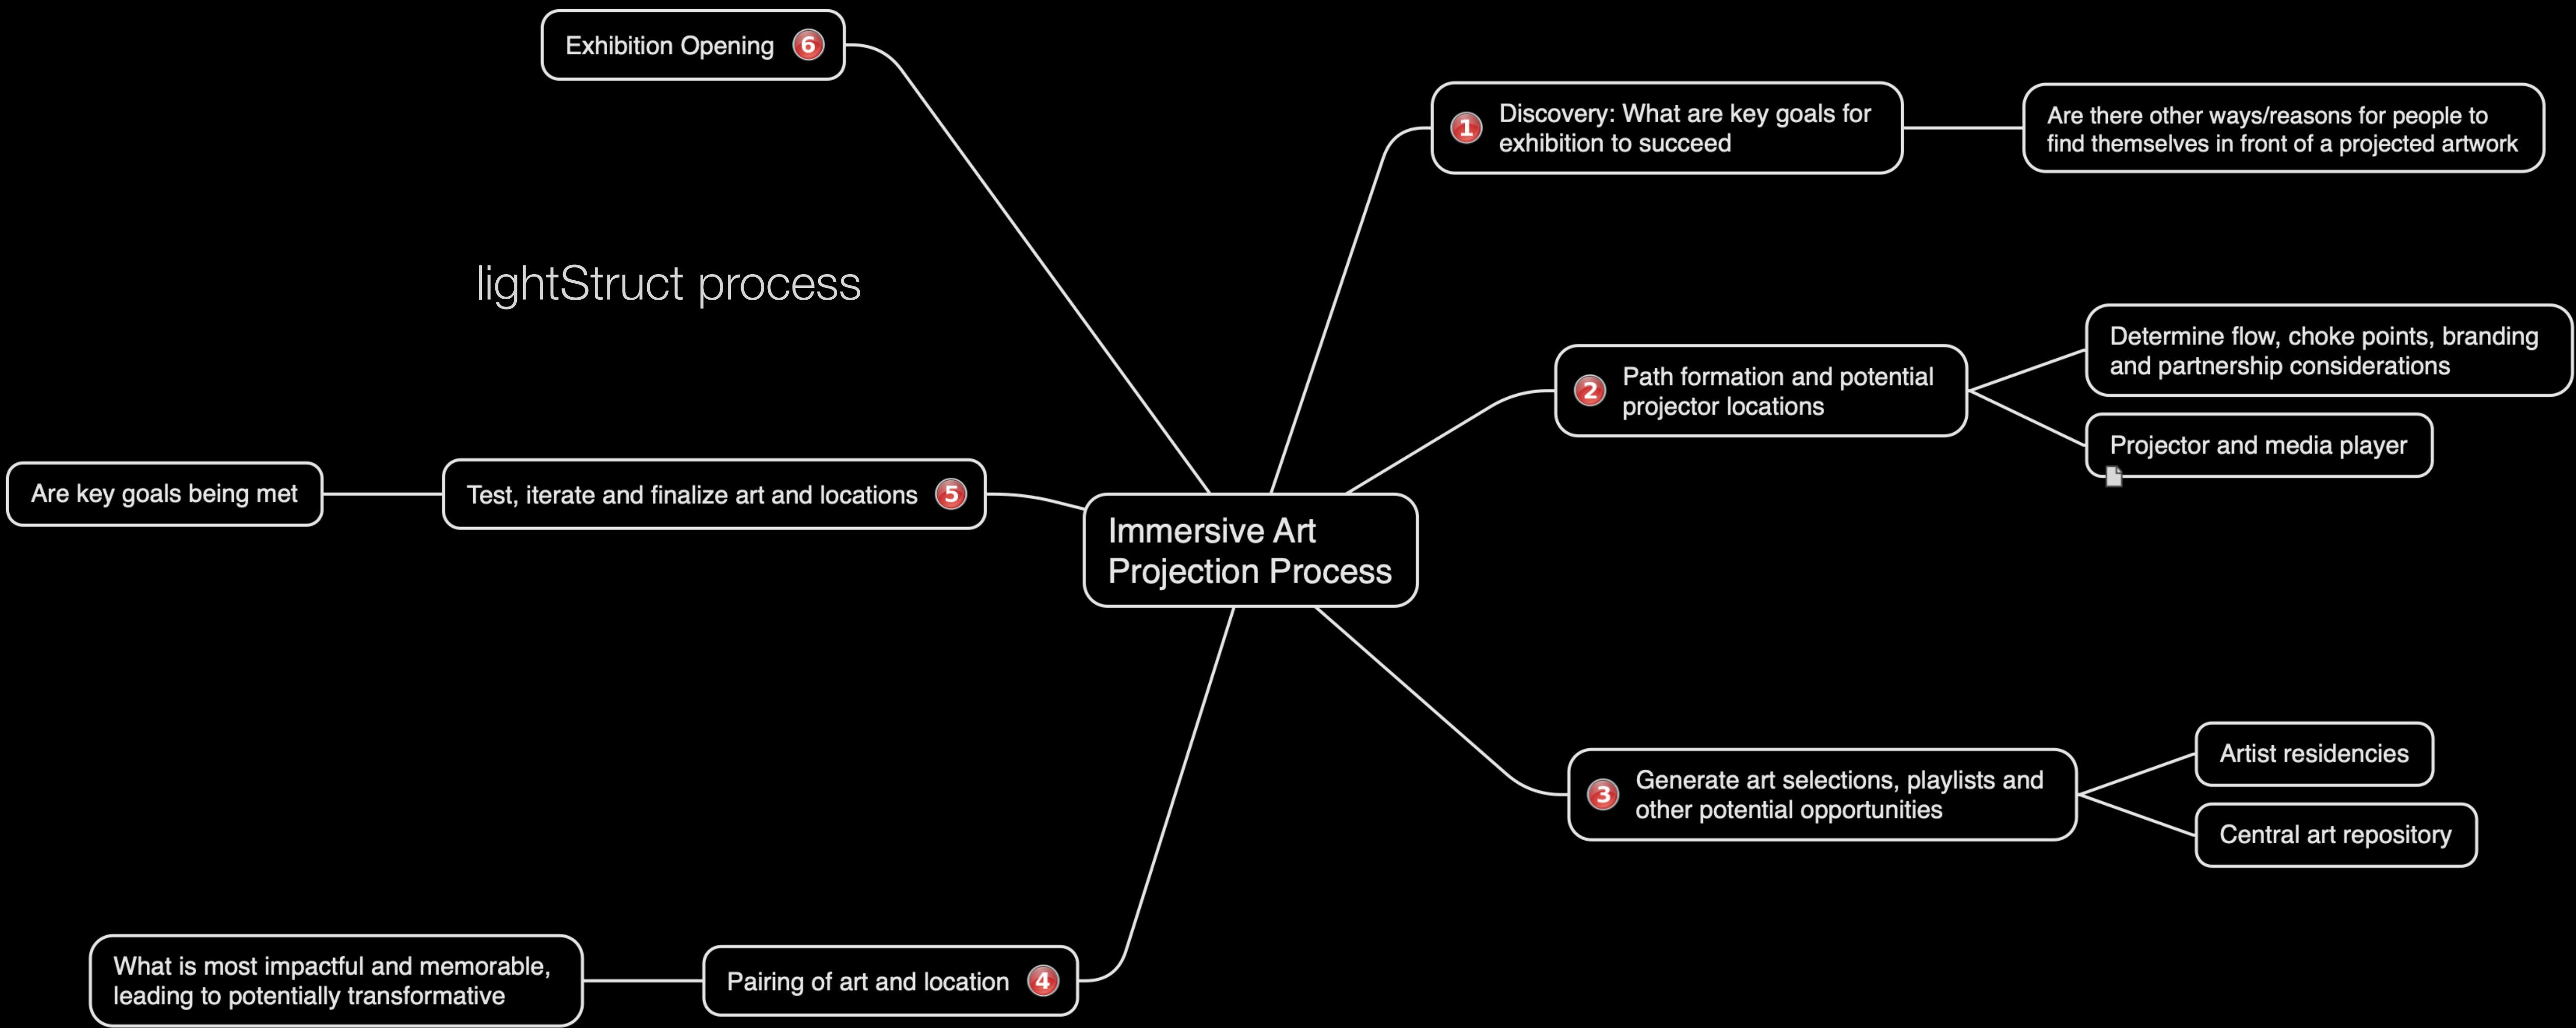 Exhibition Opening 6
lightStruct process
1 Discovery: What are key goals for
exhibition to succeed
Are there other ways/reasons for people to
find themselves in front of a projected artwork
2 Path formation and potential
projector locations
Determine flow, choke points, branding
and partnership considerations
Projector and media player
Are key goals being met
Test, iterate and finalize art and locations 5
Immersive Art
Projection Process
3 Generate art selections, playlists and
other potential opportunities
Artist residencies
Central art repository
What is most impactful and memorable,
leading to potentially transformative
Pairing of art and location 4